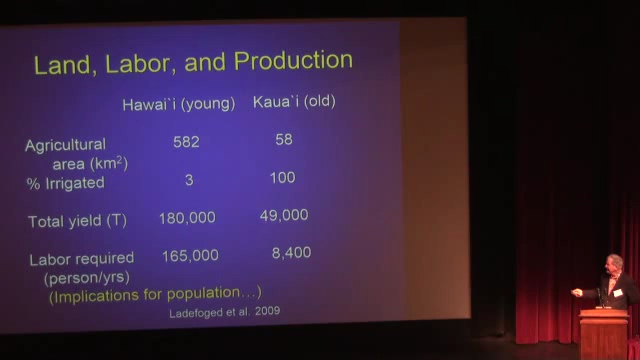 Land, Labor, and Production
Hawai`i (young) Kaua`i (old)
Agricultural 582 58
area (km2)
% Irrigated 3 100
Total yield (T) 180,000 49,000
Labor required 165,000 8,400
(person/yrs)
(Implications for population…)
Ladefoged et al. 2009